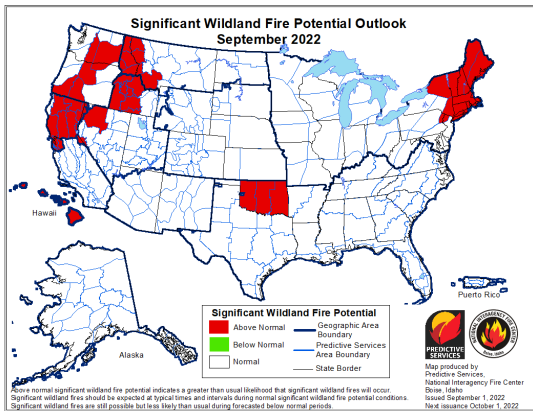 Significant Wildland Fire Potential Outlook
September 2022
Hawaii
Alaska
Puerto Rico
Significant Wildland Fire Potential
Above Normal
Below Normal
Normal
Geographic Area
Boundary
Predictive Services
Area Boundary
State Border
PREDICTIVE
SERVICES
NATIONAL INTERAGENCY FIRE CENTER
Boise, Idaho
Map produced by
Predictive Services,
National Interagency Fire Center
Boise, Idaho
Issued September 1, 2022
Next issuance October 1, 2022
Above normal significant wildland fire potential indicates a greater than usual likelihood that significant wildland fires will occur.
Significant wildland fires should be expected at typical times and intervals during normal significant wildland fire potential conditions.
Significant wildland fires are still possible but less likely than usual during forecasted below normal periods.